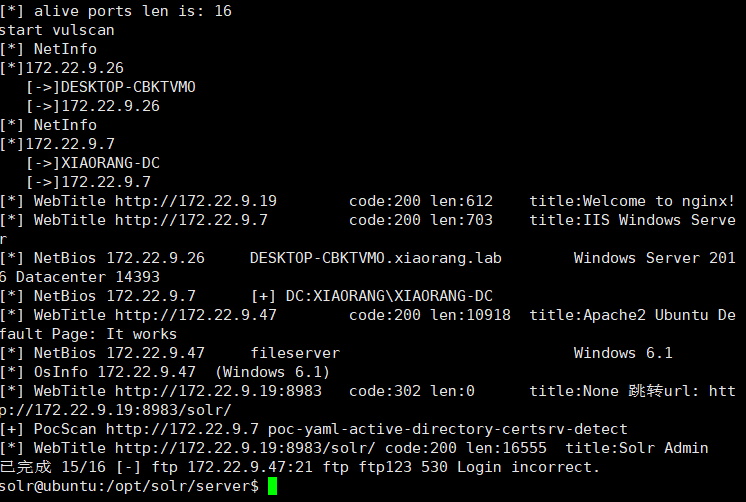 [*] alive ports len is: 16
start vulscan
[*] NetInfo
[*]172.22.9.26
   [->]DESKTOP-CBKTVMO
   [->]172.22.9.26
[*] NetInfo
[*]172.22.9.7
   [->]XIAORANG-DC
   [->]172.22.9.7
[*] WebTitle http://172.22.9.19        code:200 len:612    title:Welcome to nginx!
[*] WebTitle http://172.22.9.7         code:200 len:703    title:IIS Windows Serve
r
[*] NetBios 172.22.9.26     DESKTOP-CBKTVMO.xiaorang.lab        Windows Server 201
6 Datacenter 14393
[*] NetBios 172.22.9.7      [+] DC:XIAORANG\XIAORANG-DC
[*] WebTitle http://172.22.9.47        code:200 len:10918  title:Apache2 Ubuntu De
fault Page: It works
[*] NetBios 172.22.9.47     fileserver                          Windows 6.1
[*] OsInfo 172.22.9.47  (Windows 6.1)
[*] WebTitle http://172.22.9.19:8983   code:302 len:0      title:None 跳转url: htt
p://172.22.9.19:8983/solr/
[+] PocScan http://172.22.9.7 poc-yaml-active-directory-certsrv-detect
[*] WebTitle http://172.22.9.19:8983/solr/ code:200 len:16555  title:Solr Admin
已完成 15/16 [-] ftp 172.22.9.47:21 ftp ftp123 530 Login incorrect.
solr@ubuntu:/opt/solr/server$